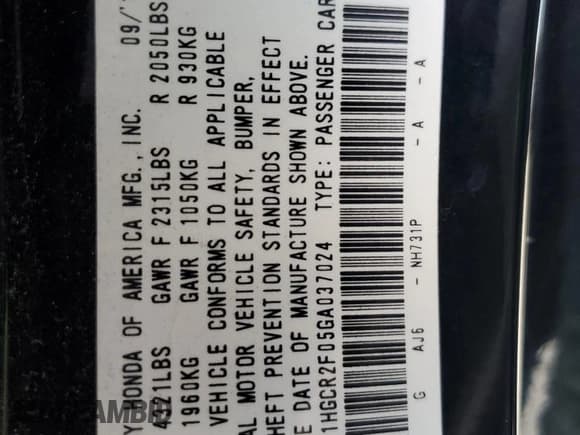 Y HONDA OF AMERICA MFG., INC. 09/
4321LBS GAWR F 2315LBS R 2050LBS
1960KG GAWR F 1050KG R 930KG
VEHICLE CONFORMS TO ALL APPLICABLE
AL MOTOR VEHICLE SAFETY, BUMPER,
HEFT PREVENTION STANDARDS IN EFFECT
E DATE OF MANUFACTURE SHOWN ABOVE.
1HGCR2F05GA037024 TYPE: PASSENGER CAR
G AJ6 - NH731P - A - A